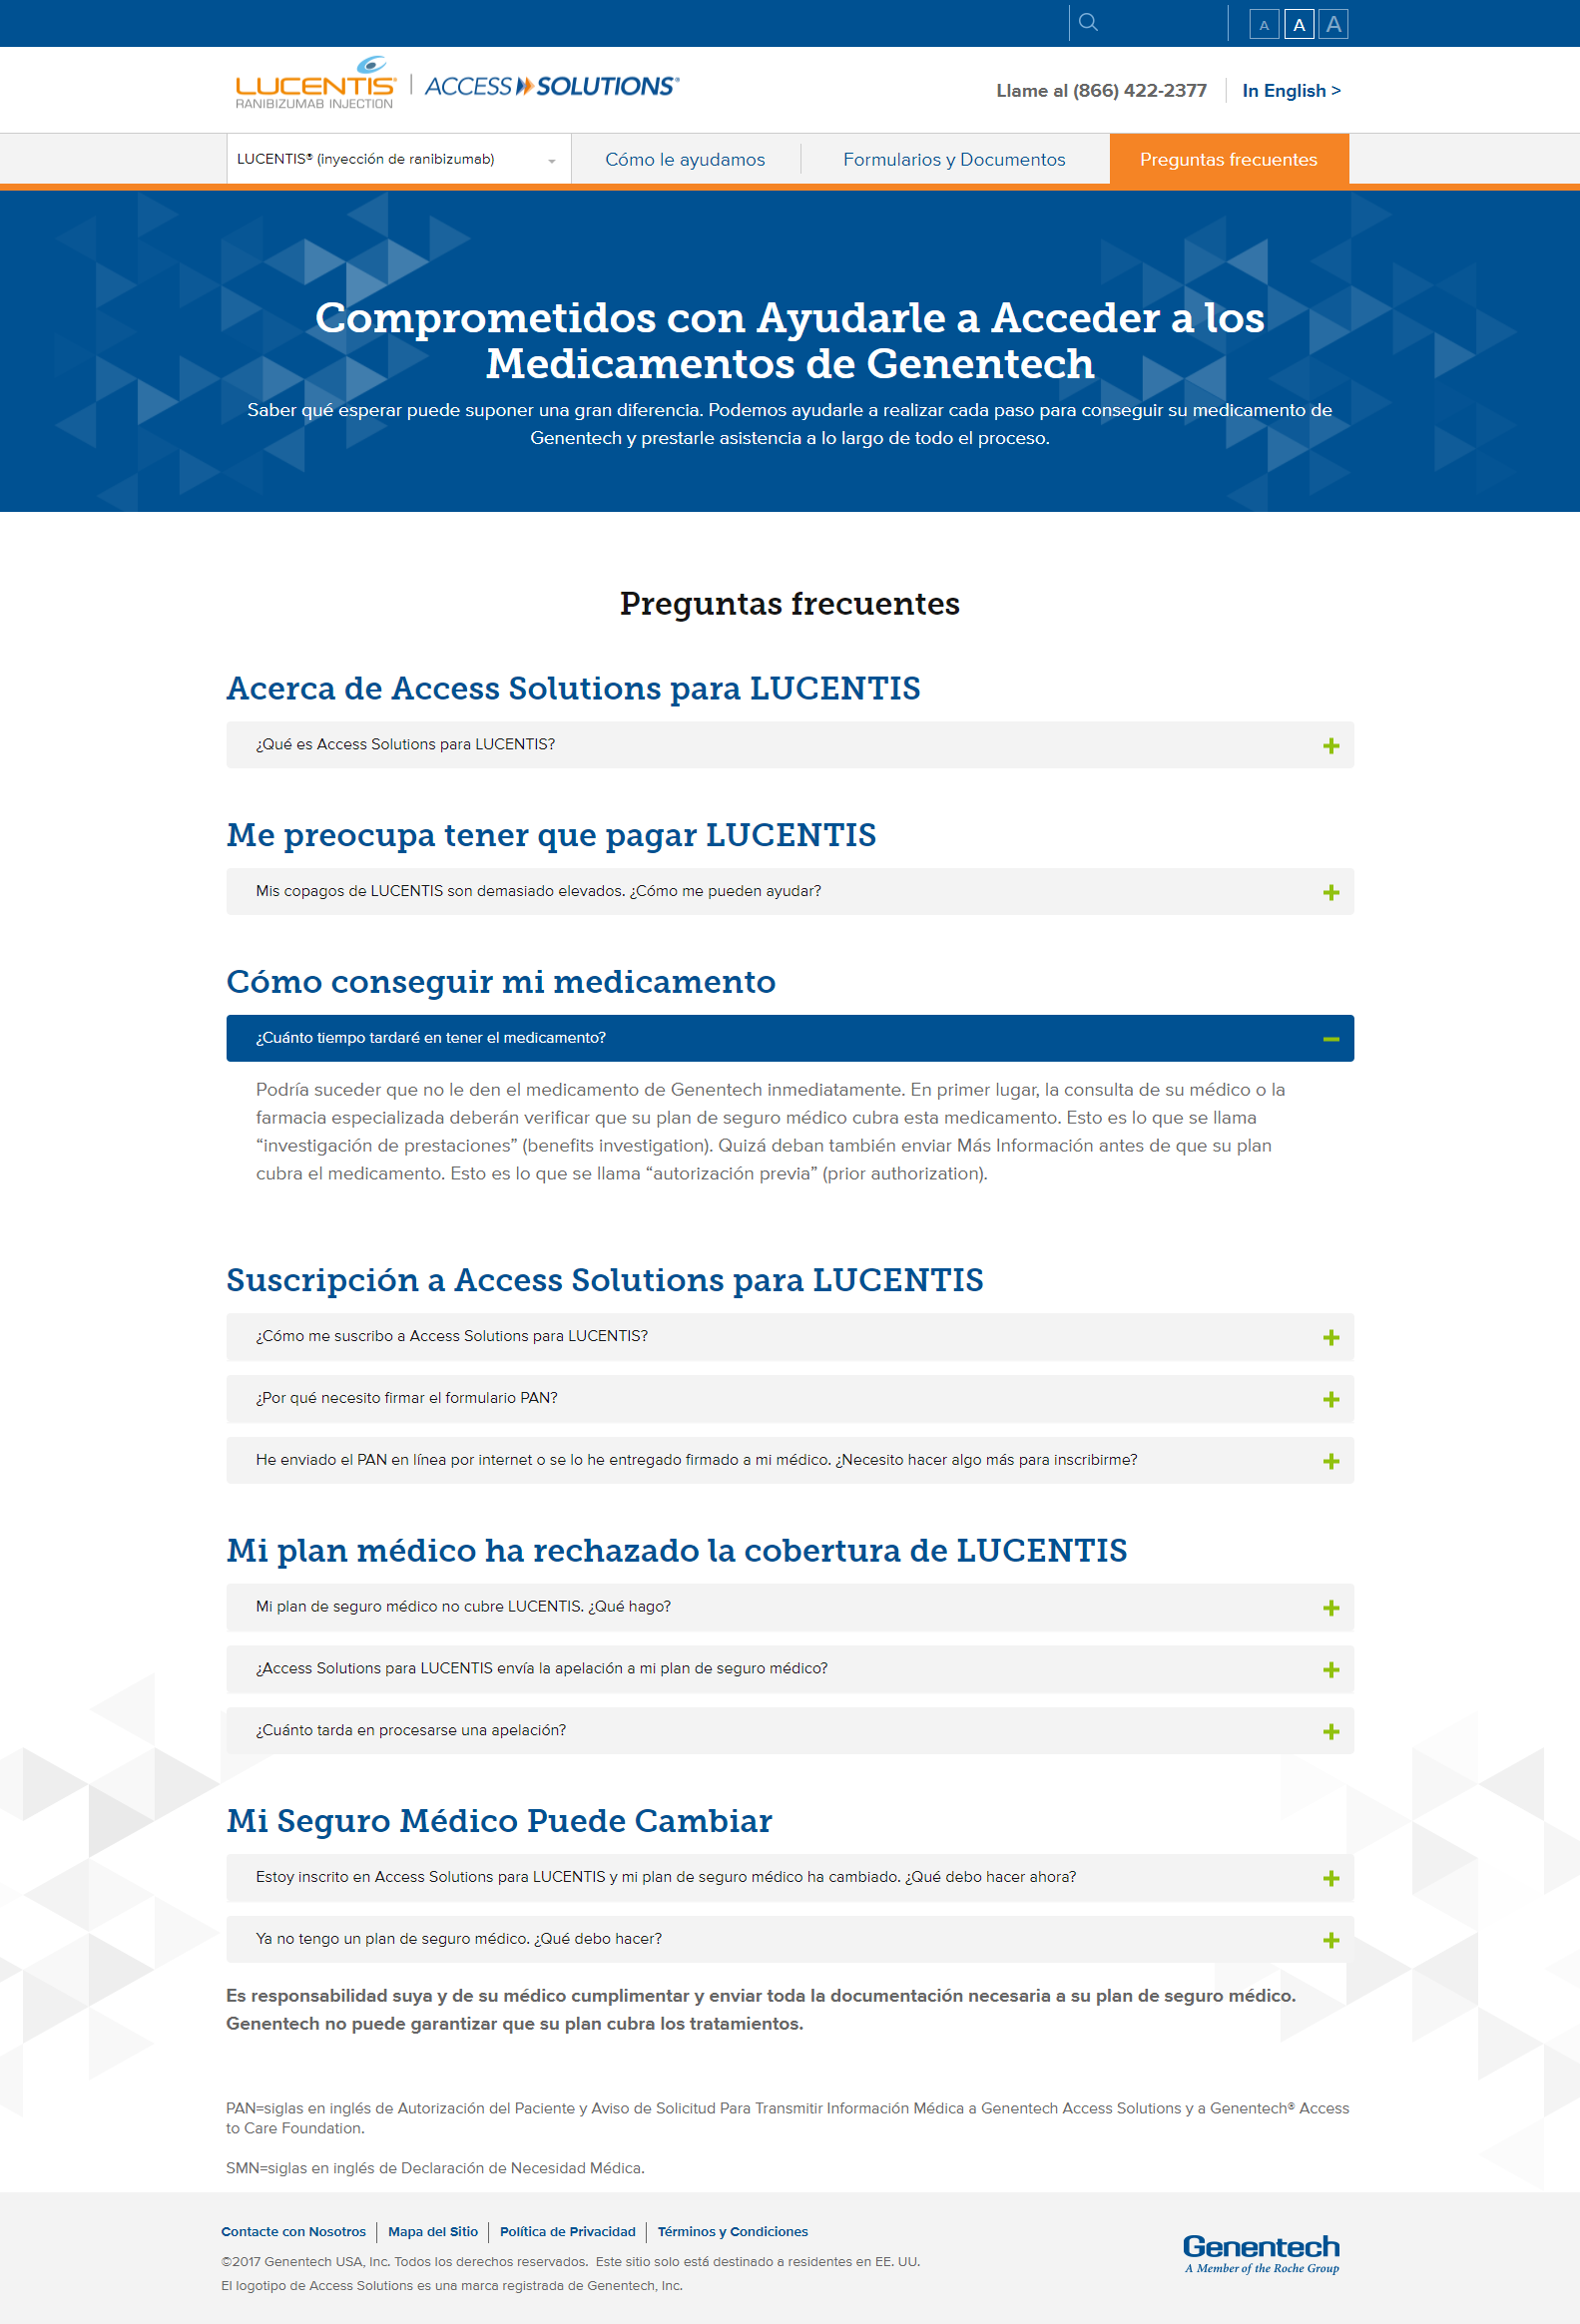 A A A
LUCENTIS®
RANIBIZUMAB INJECTION
ACCESS SOLUTIONS®
Llame al (866) 422-2377
In English >
LUCENTIS® (inyección de ranibizumab)
Cómo le ayudamos
Formularios y Documentos
Preguntas frecuentes
Comprometidos con Ayudarle a Acceder a los
Medicamentos de Genentech
Saber qué esperar puede suponer una gran diferencia. Podemos ayudarle a realizar cada paso para conseguir su medicamento de
Genentech y prestarle asistencia a lo largo de todo el proceso.
Preguntas frecuentes
Acerca de Access Solutions para LUCENTIS
¿Qué es Access Solutions para LUCENTIS?
Me preocupa tener que pagar LUCENTIS
Mis copagos de LUCENTIS son demasiado elevados. ¿Cómo me pueden ayudar?
Cómo conseguir mi medicamento
¿Cuánto tiempo tardaré en tener el medicamento?
Podría suceder que no le den el medicamento de Genentech inmediatamente. En primer lugar, la consulta de su médico o la
farmacia especializada deberán verificar que su plan de seguro médico cubra esta medicamento. Esto es lo que se llama
“investigación de prestaciones” (benefits investigation). Quizá deban también enviar Más Información antes de que su plan
cubra el medicamento. Esto es lo que se llama “autorización previa” (prior authorization).
Suscripción a Access Solutions para LUCENTIS
¿Cómo me suscribo a Access Solutions para LUCENTIS?
¿Por qué necesito firmar el formulario PAN?
He enviado el PAN en línea por internet o se lo he entregado firmado a mi médico. ¿Necesito hacer algo más para inscribirme?
Mi plan médico ha rechazado la cobertura de LUCENTIS
Mi plan de seguro médico no cubre LUCENTIS. ¿Qué hago?
¿Access Solutions para LUCENTIS envía la apelación a mi plan de seguro médico?
¿Cuánto tarda en procesarse una apelación?
Mi Seguro Médico Puede Cambiar
Estoy inscrito en Access Solutions para LUCENTIS y mi plan de seguro médico ha cambiado. ¿Qué debo hacer ahora?
Ya no tengo un plan de seguro médico. ¿Qué debo hacer?
Es responsabilidad suya y de su médico cumplimentar y enviar toda la documentación necesaria a su plan de seguro médico.
Genentech no puede garantizar que su plan cubra los tratamientos.
PAN=siglas en inglés de Autorización del Paciente y Aviso de Solicitud Para Transmitir Información Médica a Genentech Access Solutions y a Genentech® Access
to Care Foundation.
SMN=siglas en inglés de Declaración de Necesidad Médica.
Contacte con Nosotros
Mapa del Sitio
Política de Privacidad
Términos y Condiciones
©2017 Genentech USA, Inc. Todos los derechos reservados. Este sitio solo está destinado a residentes en EE. UU.
El logotipo de Access Solutions es una marca registrada de Genentech, Inc.
Genentech
A Member of the Roche Group